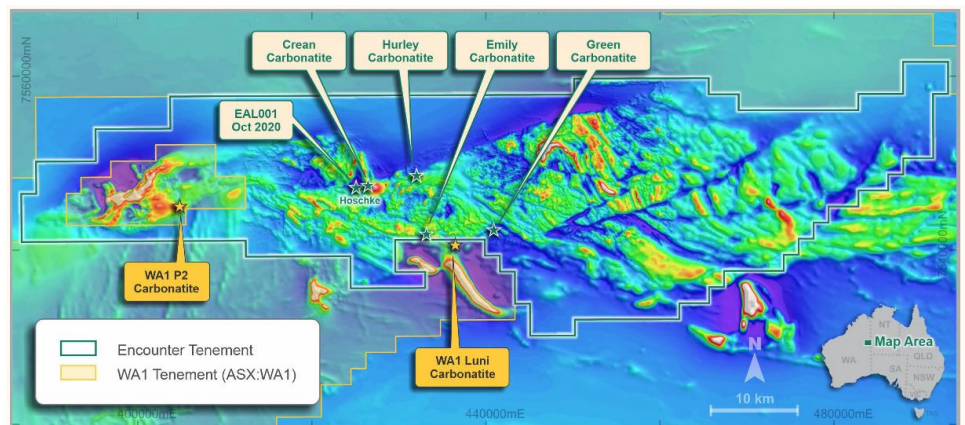 Crean
Carbonatite
Hurley
Carbonatite
Emily
Carbonatite
Green
Carbonatite
7560000mN
EAL001
Oct 2020
Hoschke
WA1 P2
Carbonatite
WA1 Luni
Carbonatite
Encounter Tenement
WA1 Tenement (ASX:WA1)
N
10 km
400000mE
440000mE
480000mE
Map Area
NT
WA
SA
QLD
NSW